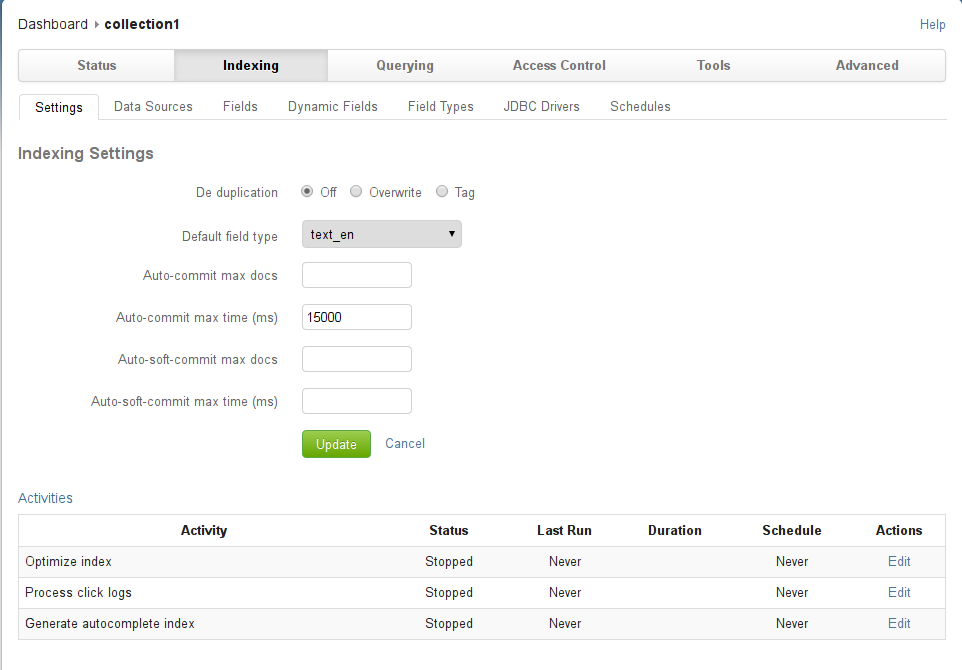 Dashboard › collection1 Help
Status Indexing Querying Access Control Tools Advanced
Settings Data Sources Fields Dynamic Fields Field Types JDBC Drivers Schedules
Indexing Settings
De duplication Off Overwrite Tag
Default field type text_en
Auto-commit max docs
Auto-commit max time (ms) 15000
Auto-soft-commit max docs
Auto-soft-commit max time (ms)
Update Cancel
Activities
Activity Status Last Run Duration Schedule Actions
Optimize index Stopped Never Never Edit
Process click logs Stopped Never Never Edit
Generate autocomplete index Stopped Never Never Edit